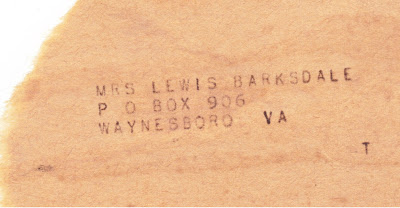 MRS LEWIS BARKSDALE
P O BOX 906
WAYNESBORO VA
T